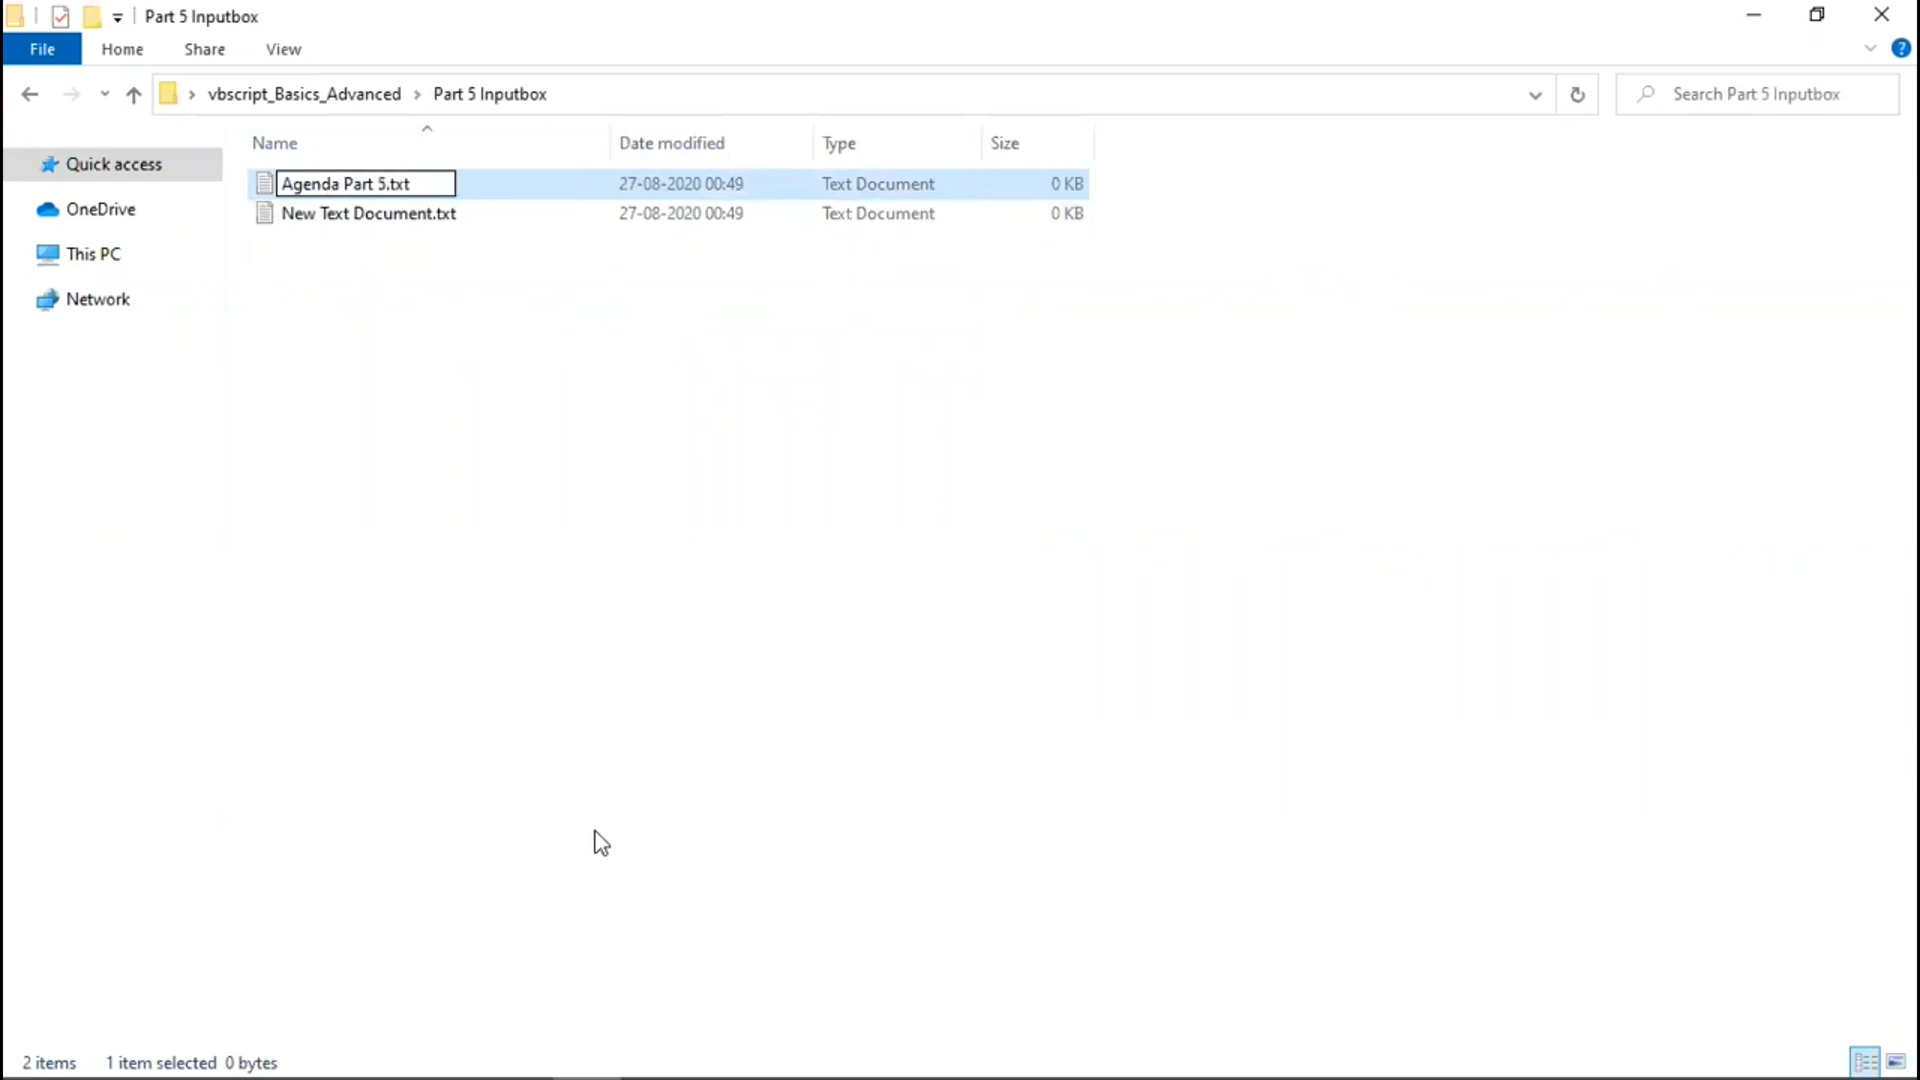 Part 5 Inputbox
File Home Share View ?
vbscript_Basics_Advanced Part 5 Inputbox Search Part 5 Inputbox
Name Date modified Type Size
Quick access
Agenda Part 5.txt 27-08-2020 00:49 Text Document 0 KB
OneDrive
New Text Document.txt 27-08-2020 00:49 Text Document 0 KB
This PC
Network
2 items 1 item selected 0 bytes